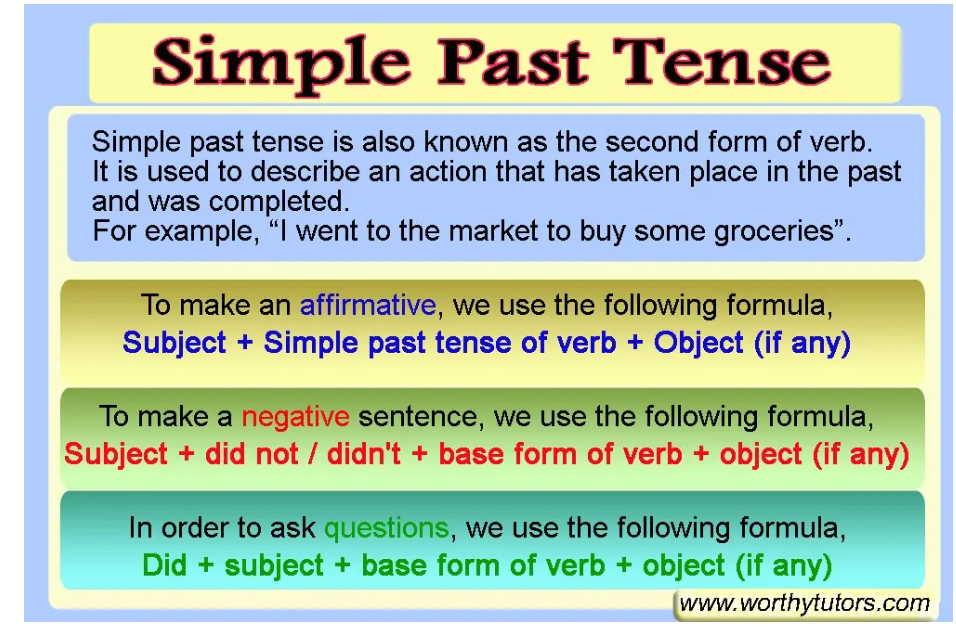 Simple Past Tense
Simple past tense is also known as the second form of verb.
It is used to describe an action that has taken place in the past
and was completed.
For example, “I went to the market to buy some groceries”.
To make an affirmative, we use the following formula,
Subject + Simple past tense of verb + Object (if any)
To make a negative sentence, we use the following formula,
Subject + did not / didn't + base form of verb + object (if any)
In order to ask questions, we use the following formula,
Did + subject + base form of verb + object (if any)
www.worthytutors.com